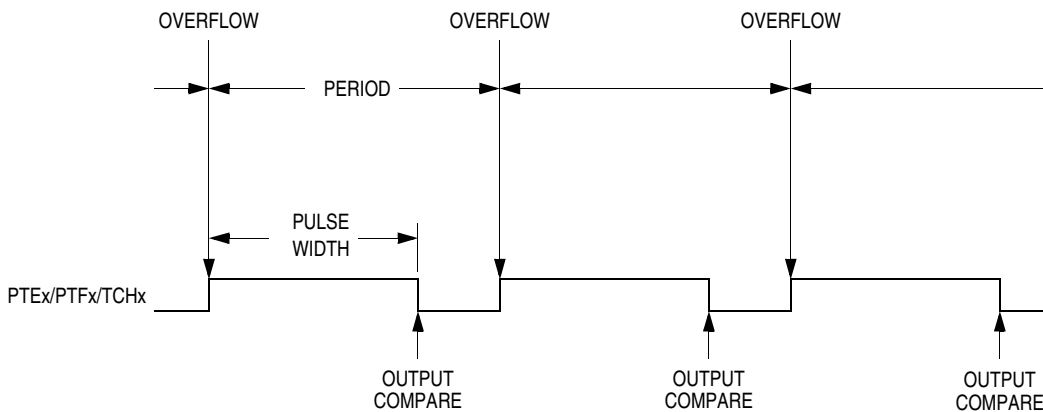 OVERFLOW
OVERFLOW
OVERFLOW
PERIOD
PULSE
WIDTH
PTEx/PTFx/TCHx
OUTPUT
COMPARE
OUTPUT
COMPARE
OUTPUT
COMPARE